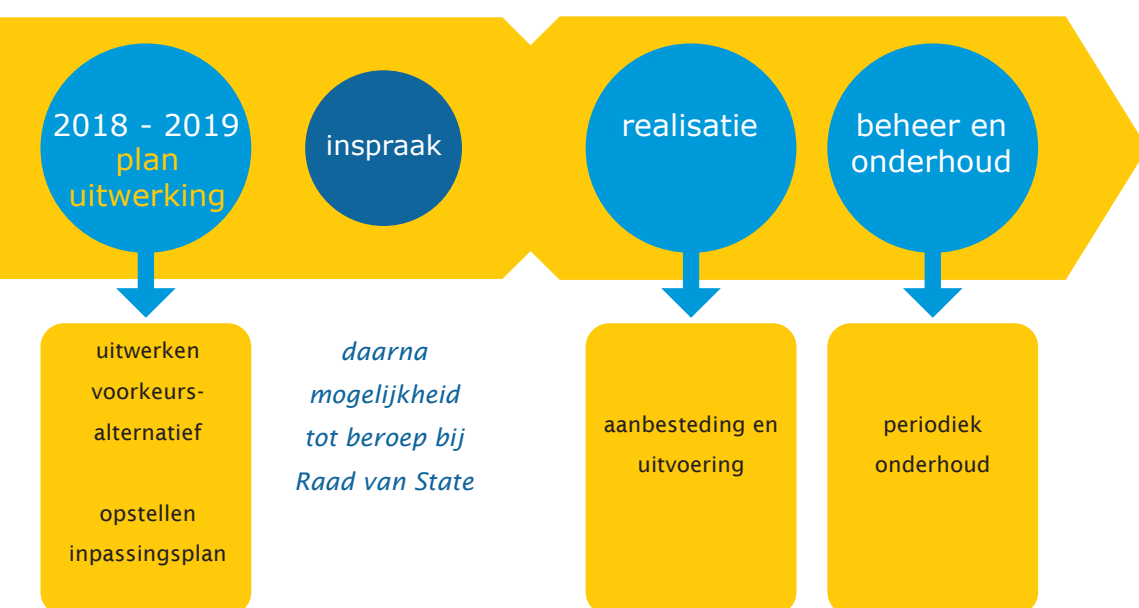 2018 - 2019
plan
uitwerking
inspraak
realisatie
beheer en
onderhoud
uitwerken
voorkeurs-
alternatief
opstellen
inpassingsplan
daarna
mogelijkheid
tot beroep bij
Raad van State
aanbesteding en
uitvoering
periodiek
onderhoud